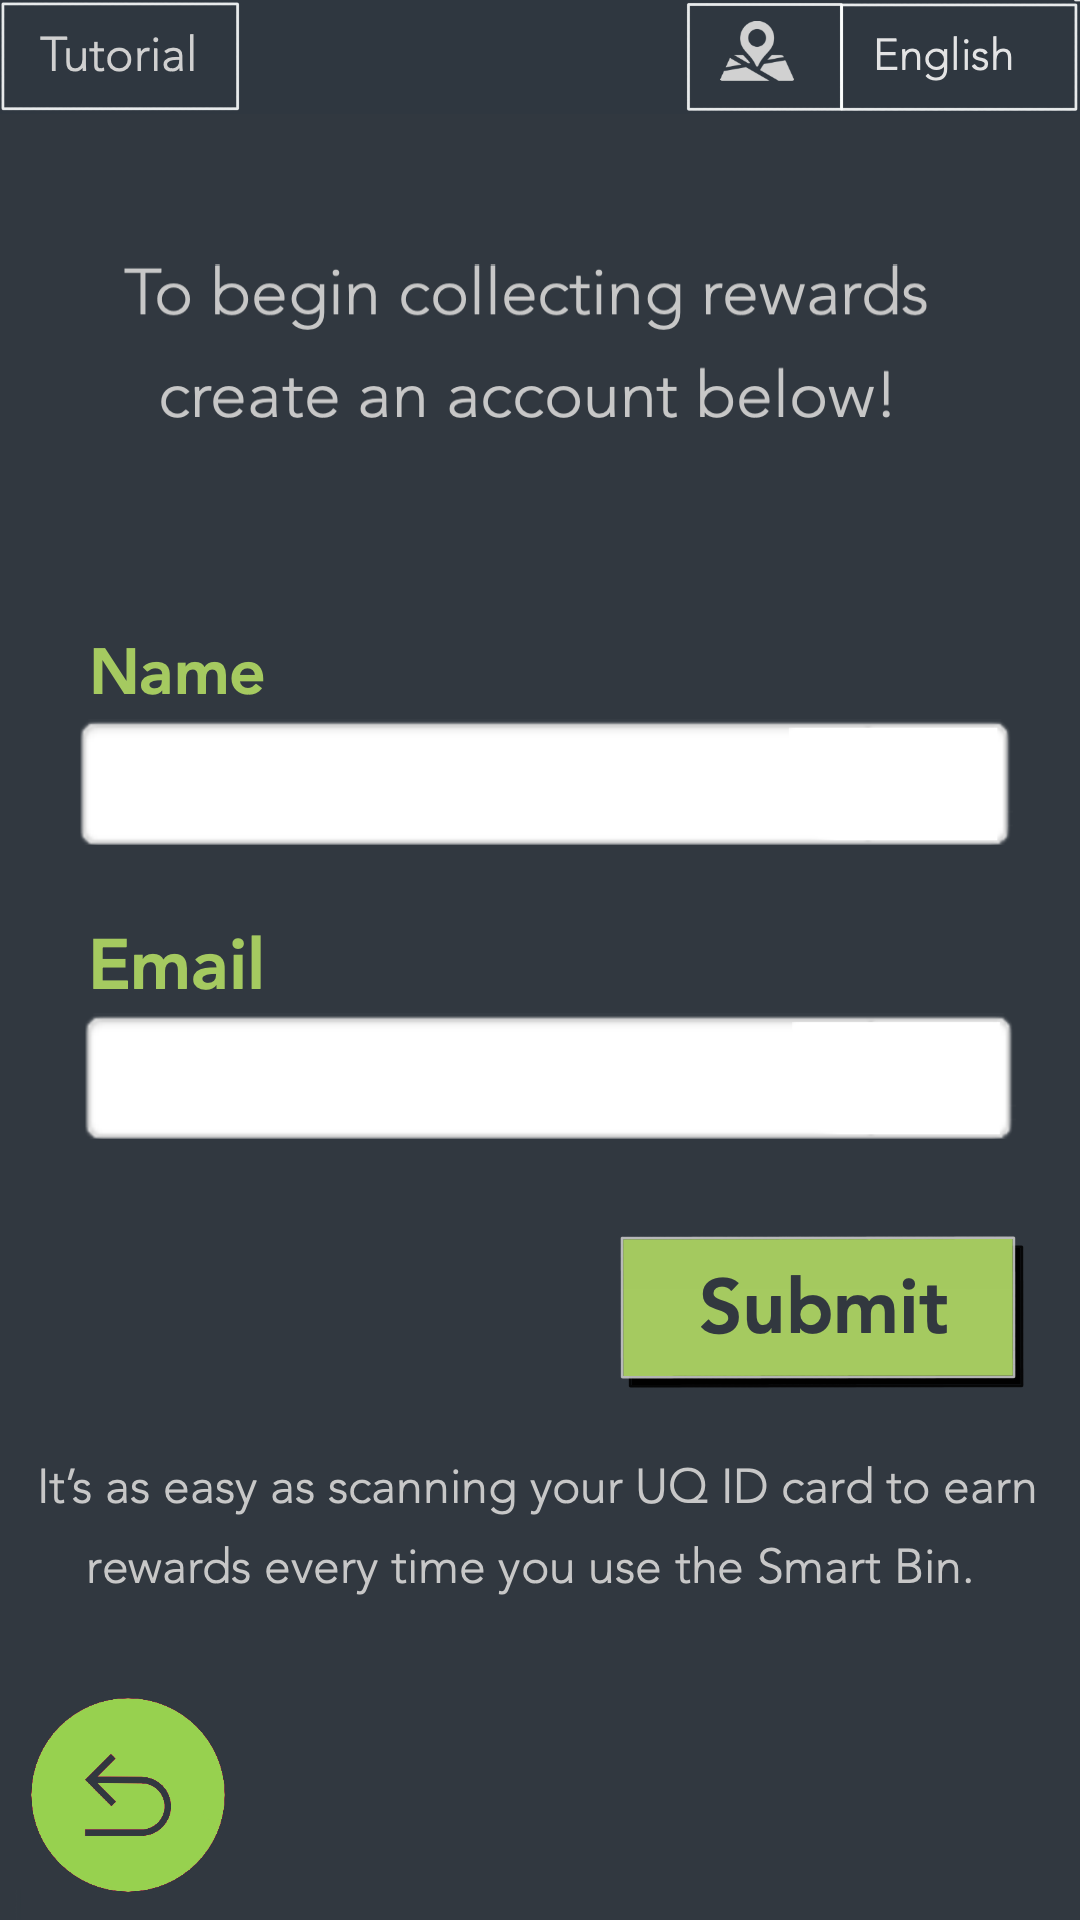 Tutorial
English
To begin collecting rewards
create an account below!
Name
Email
Submit
It’s as easy as scanning your UQ ID card to earn
rewards every time you use the Smart Bin.